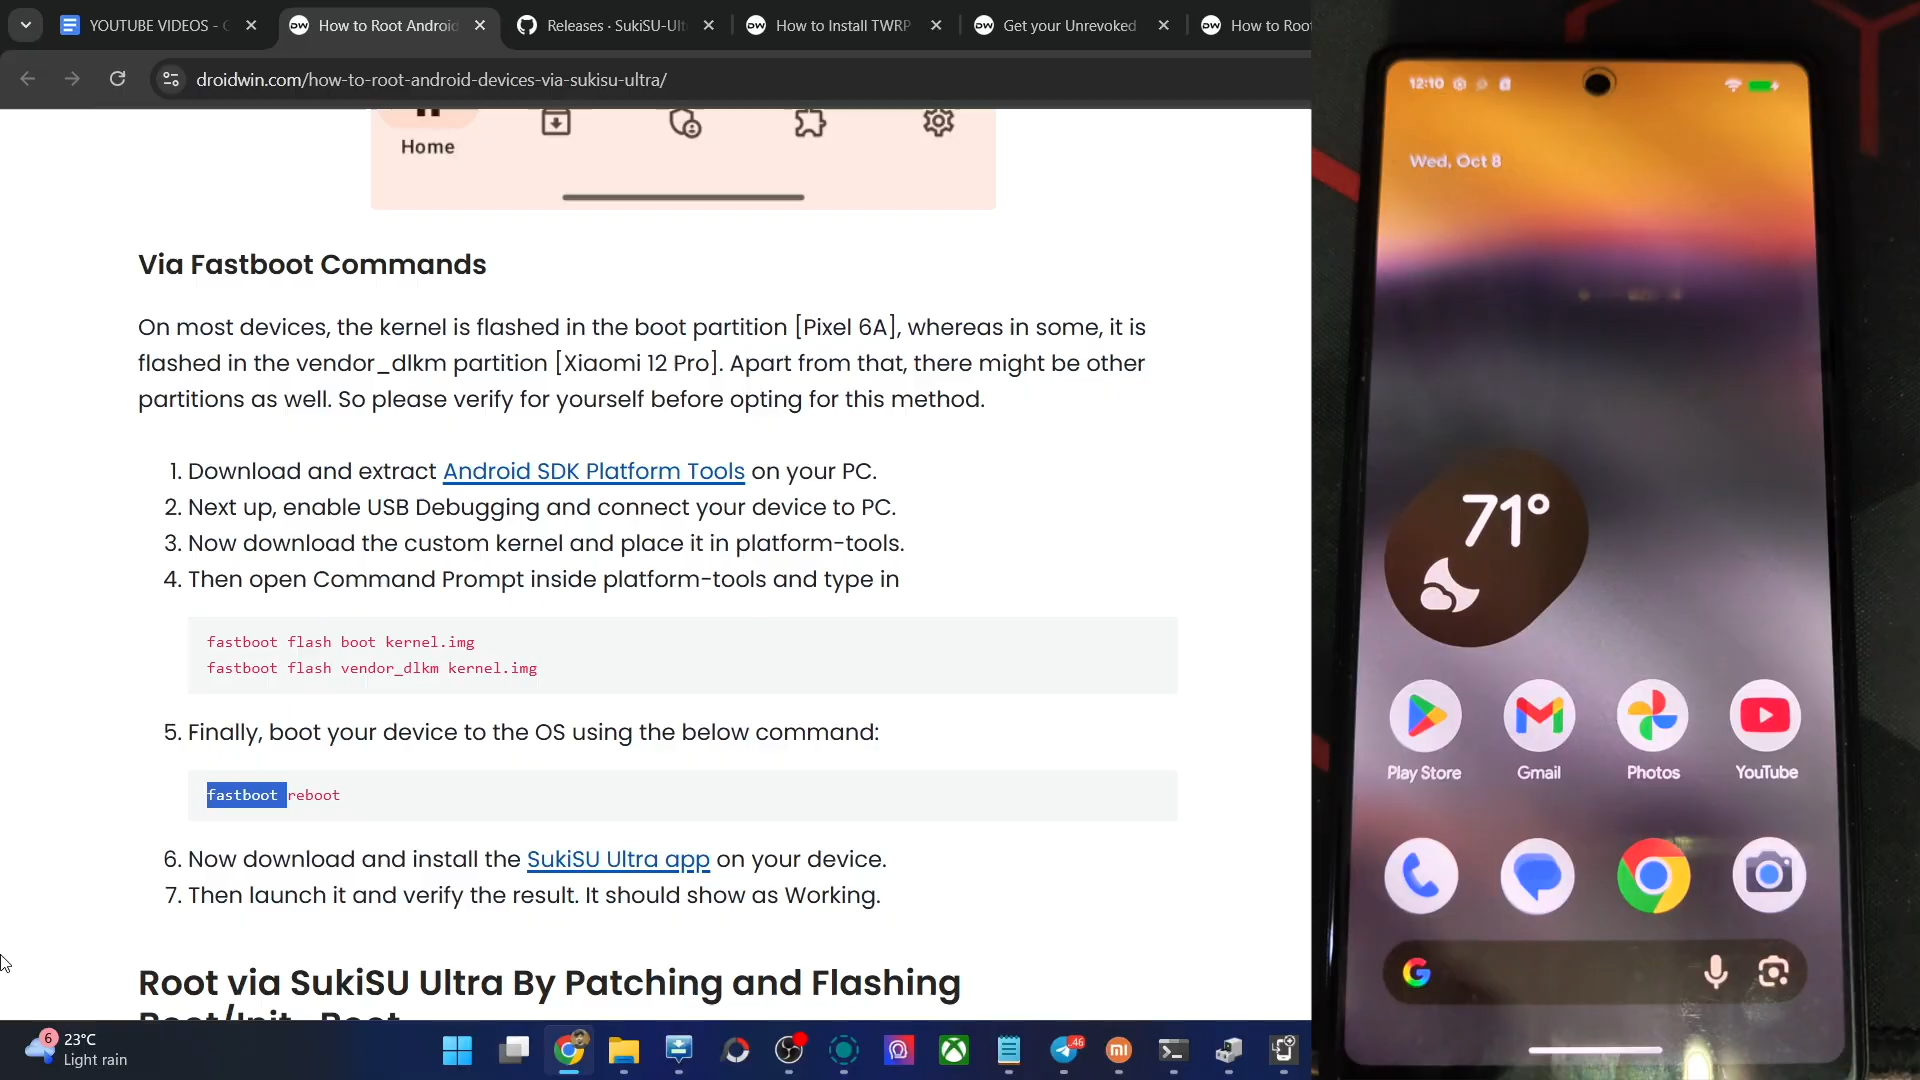 YOUTUBE VIDEOS -
How to Root Android
Releases · SukiSU-Ult
How to Install TWRP
Get your Unrevoked
How to Root
droidwin.com/how-to-root-android-devices-via-sukisu-ultra/
Home
Via Fastboot Commands
On most devices, the kernel is flashed in the boot partition [Pixel 6A], whereas in some, it is
flashed in the vendor_dlkm partition [Xiaomi 12 Pro]. Apart from that, there might be other
partitions as well. So please verify for yourself before opting for this method.
1. Download and extract Android SDK Platform Tools on your PC.
2. Next up, enable USB Debugging and connect your device to PC.
3. Now download the custom kernel and place it in platform-tools.
4. Then open Command Prompt inside platform-tools and type in
fastboot flash boot kernel.img
fastboot flash vendor_dlkm kernel.img
5. Finally, boot your device to the OS using the below command:
fastboot reboot
6. Now download and install the SukiSU Ultra app on your device.
7. Then launch it and verify the result. It should show as Working.
Root via SukiSU Ultra By Patching and Flashing
Boot/Init_Boot
6
23°C
Light rain
.46
12:10
Wed, Oct 8
71°
Play Store
Gmail
Photos
YouTube